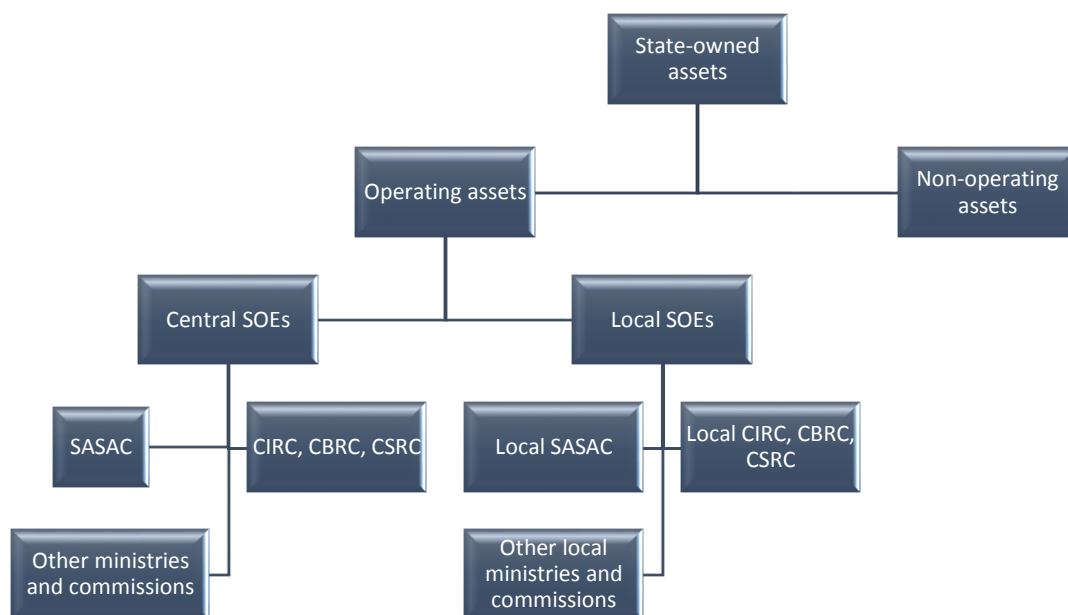 State-owned
assets
Operating assets
Non-operating
assets
Central SOEs
Local SOEs
SASAC
CIRC, CBRC, CSRC
Local SASAC
Local CIRC, CBRC,
CSRC
Other ministries
and commissions
Other local
ministries and
commissions